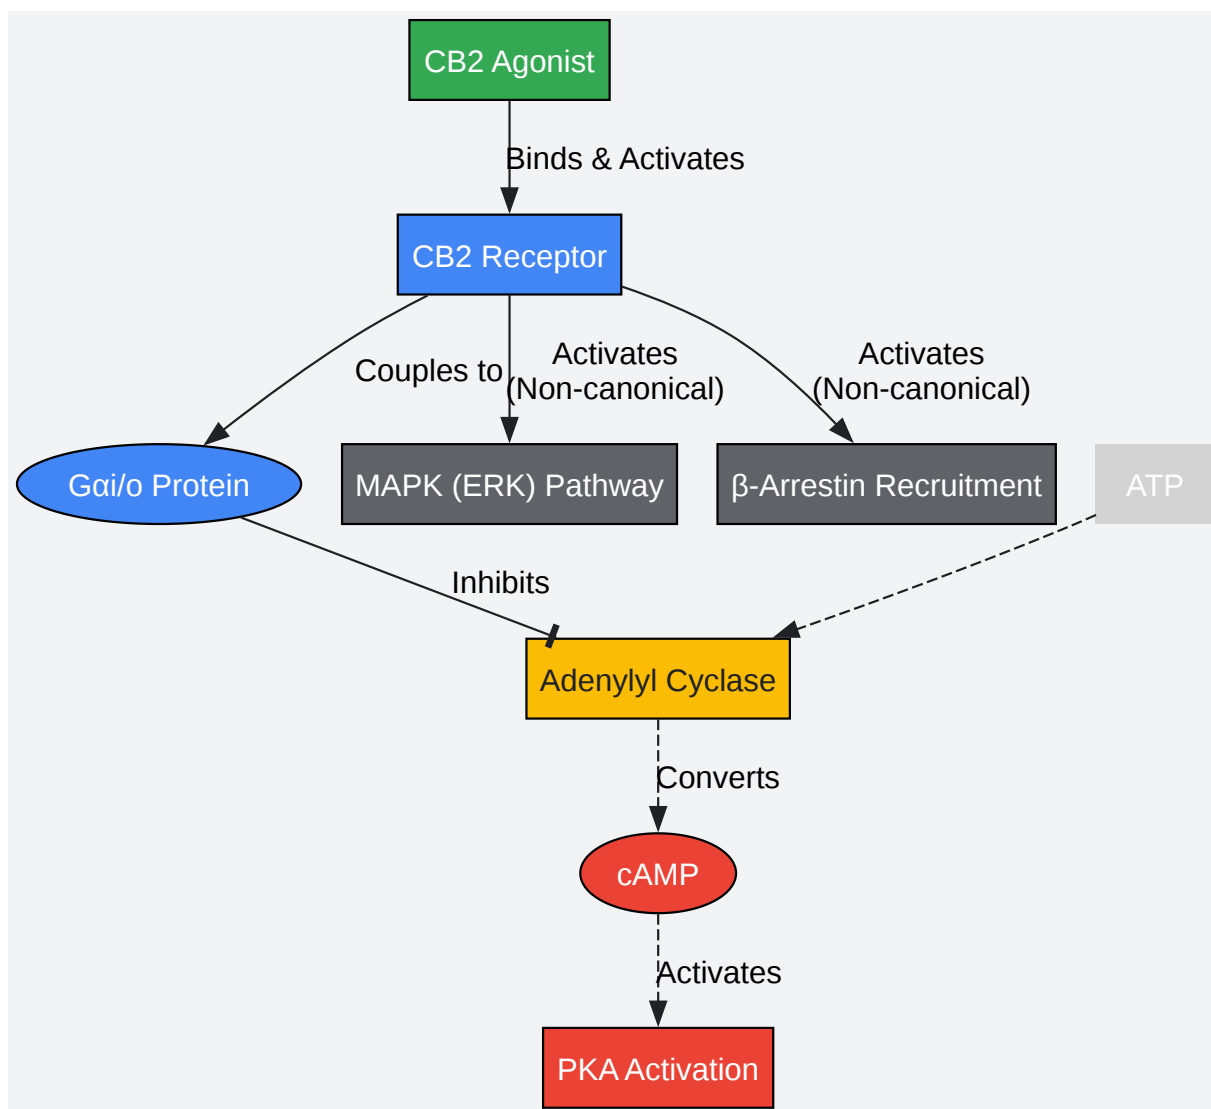 CB2 Agonist
Binds & Activates
CB2 Receptor
Couples to
Activates
(Non-canonical)
Activates
(Non-canonical)
Gαi/o Protein
MAPK (ERK) Pathway
β-Arrestin Recruitment
ATP
Inhibits
Adenylyl Cyclase
Converts
cAMP
Activates
PKA Activation